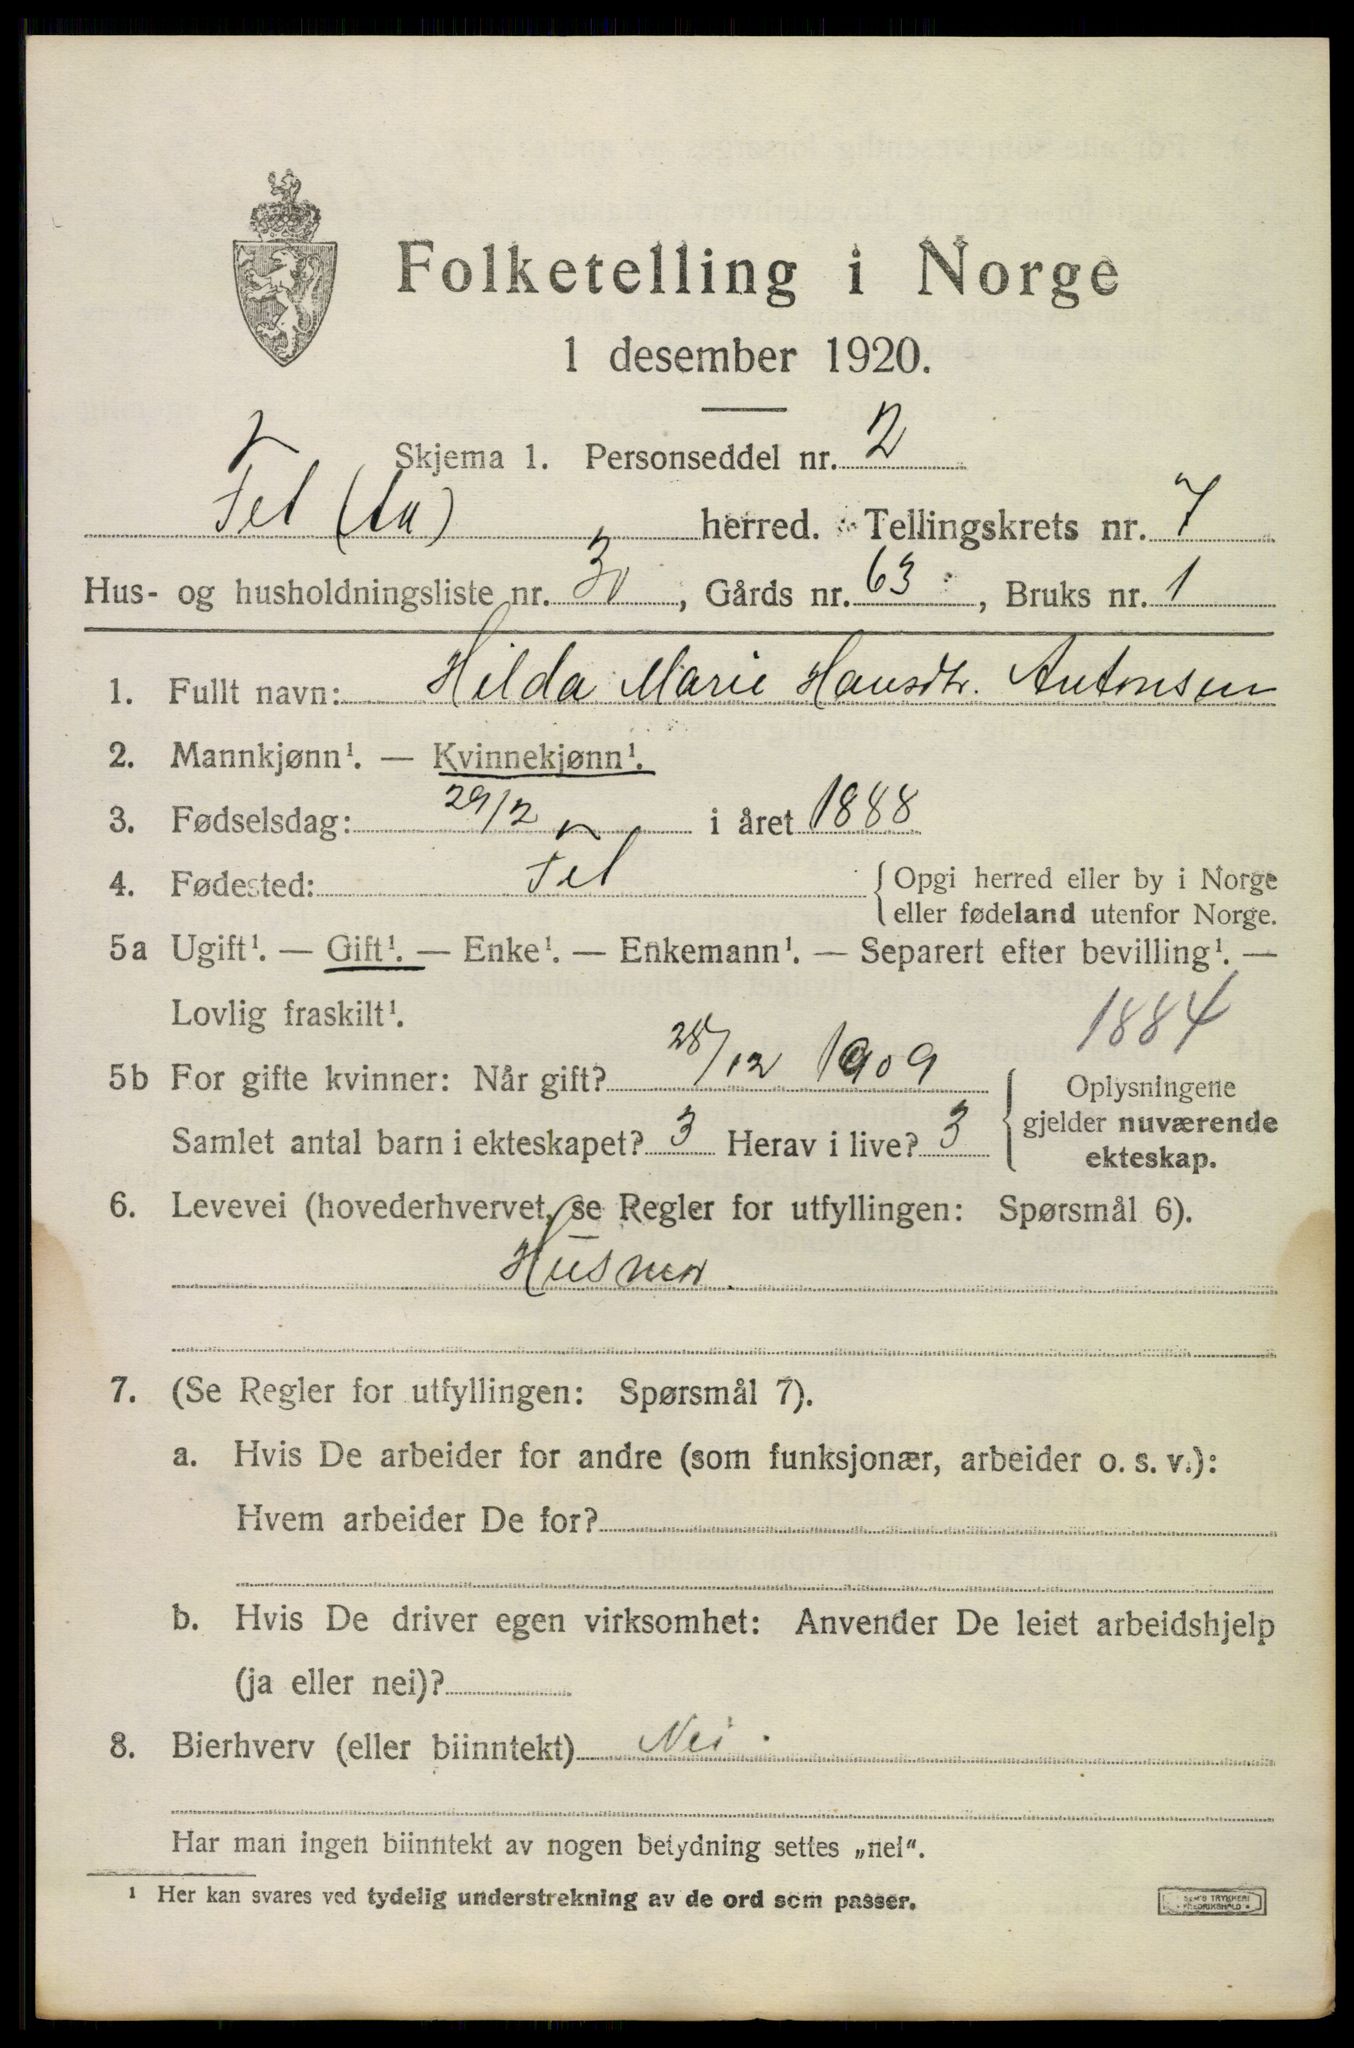 Folketelling i Norge
1 desember 1920.
Skjema 1. Personseddel nr. 2
Fet herred. Tellingskrets nr. 7
Hus- og husholdningsliste nr. 30, Gårds nr. 63, Bruks nr. 1
1. Fullt navn: Hilda Marie Hansdtr. Antonsen
2. Mannkjønn¹. — Kvinnekjønn¹.
3. Fødselsdag: 29/2 i året 1888
4. Fødested: Fet {Opgi herred eller by i Norge
eller fødeland utenfor Norge.
5a Ugift¹. — Gift¹. — Enke¹. — Enkemann¹. — Separert efter bevilling¹. —
Lovlig fraskilt¹.
1884
5b For gifte kvinner: Når gift? 28/12 1909
Samlet antal barn i ekteskapet? 3 Herav i live? 3
{Oplysningene
gjelder nuværende
ekteskap.
6. Levevei (hovederhvervet, se Regler for utfyllingen: Spørsmål 6).
Husmor.
7. (Se Regler for utfyllingen: Spørsmål 7).
a. Hvis De arbeider for andre (som funksjonær, arbeider o. s. v.):
Hvem arbeider De for?
b. Hvis De driver egen virksomhet: Anvender De leiet arbeidshjelp
(ja eller nei)?
8. Bierhverv (eller biinntekt) Nei.
Har man ingen biinntekt av nogen betydning settes „nei“.
¹ Her kan svares ved tydelig understrekning av de ord som passer.
TRYKKERI
FREDRIKSHALD